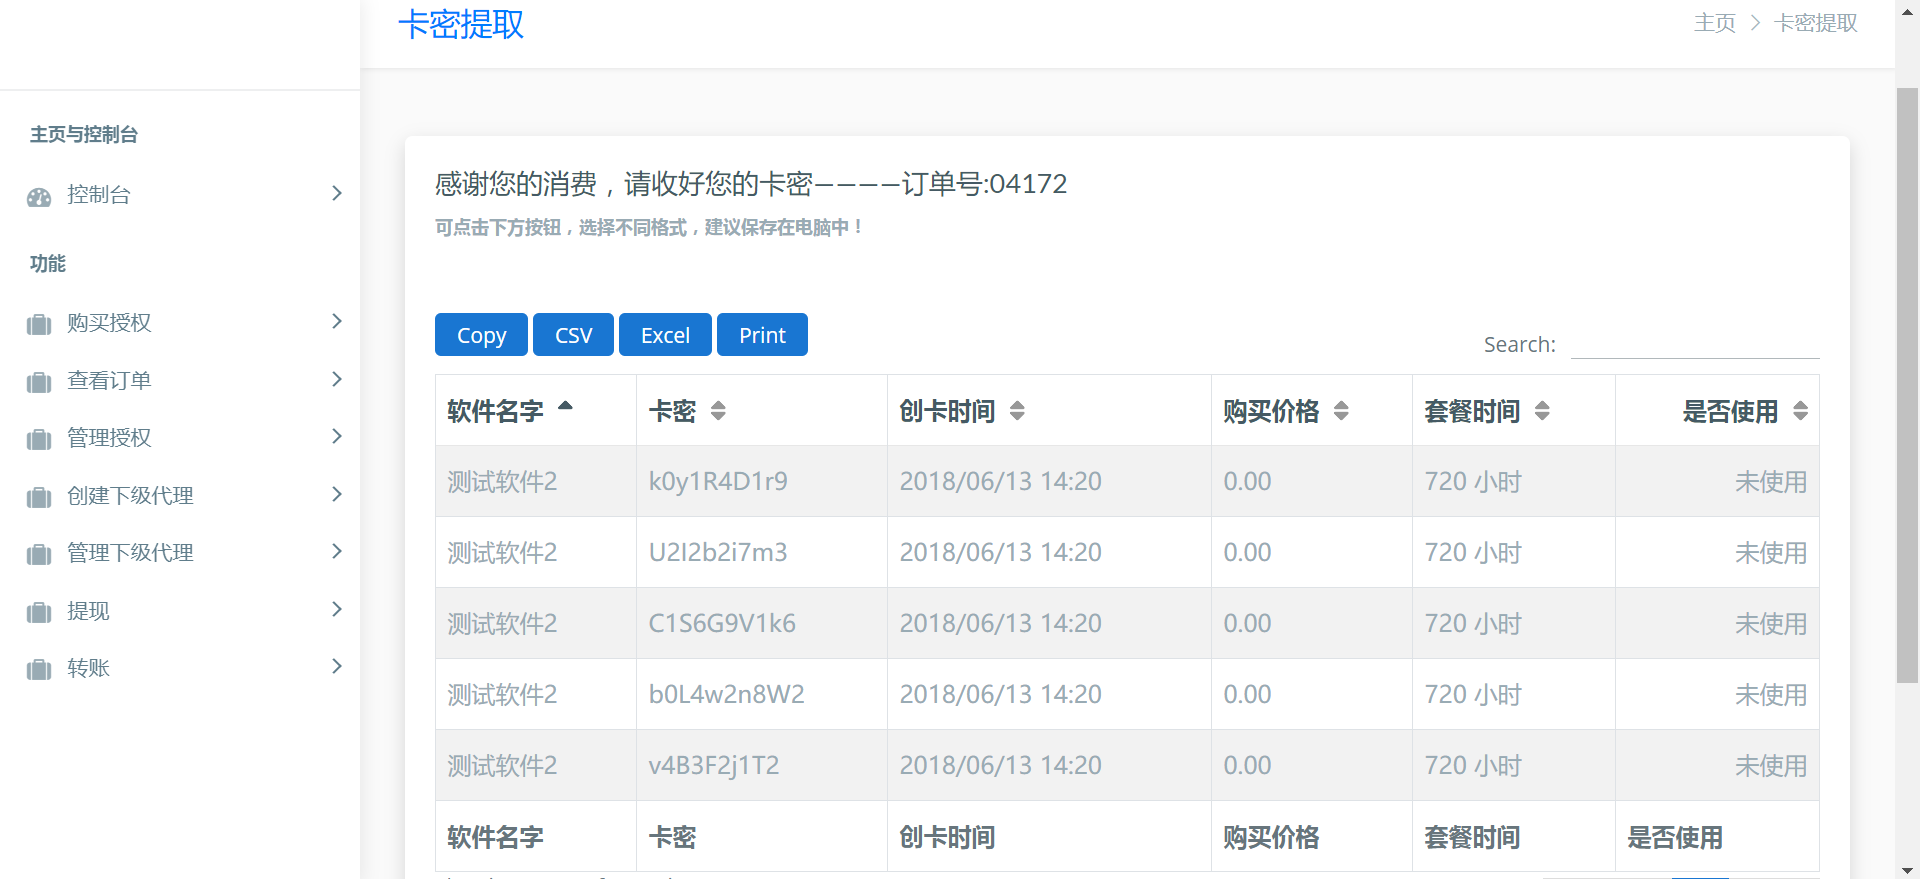 卡密提取
主页 > 卡密提取
主页与控制台
控制台
功能
购买授权
查看订单
管理授权
创建下级代理
管理下级代理
提现
转账
感谢您的消费，请收好您的卡密————订单号:04172
可点击下方按钮，选择不同格式，建议保存在电脑中！
Copy CSV Excel Print
Search:
软件名字 卡密 创卡时间 购买价格 套餐时间 是否使用
测试软件2 k0y1R4D1r9 2018/06/13 14:20 0.00 720 小时 未使用
测试软件2 U2I2b2i7m3 2018/06/13 14:20 0.00 720 小时 未使用
测试软件2 C1S6G9V1k6 2018/06/13 14:20 0.00 720 小时 未使用
测试软件2 b0L4w2n8W2 2018/06/13 14:20 0.00 720 小时 未使用
测试软件2 v4B3F2j1T2 2018/06/13 14:20 0.00 720 小时 未使用
软件名字 卡密 创卡时间 购买价格 套餐时间 是否使用